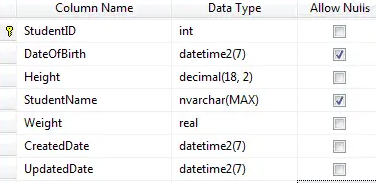 Column Name Data Type Allow Nulls
StudentID int
DateOfBirth datetime2(7)
Height decimal(18, 2)
StudentName nvarchar(MAX)
Weight real
CreatedDate datetime2(7)
UpdatedDate datetime2(7)